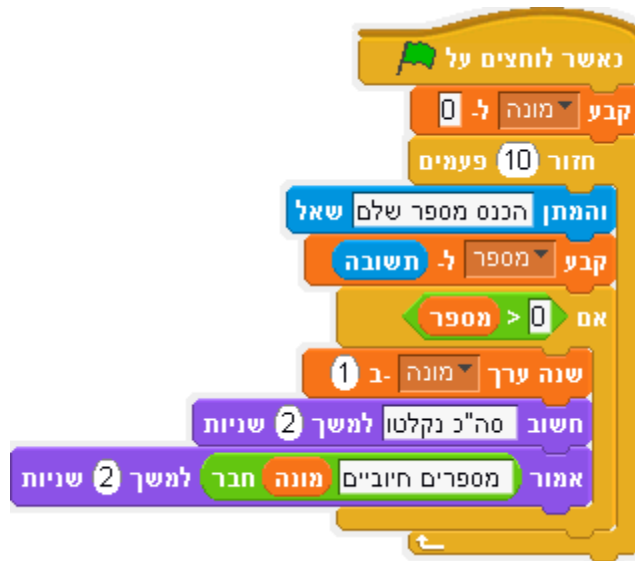 כאשר לוחצים על
קבע מונה ל- 0
חזור 10 פעמים
והמתן הכנס מספר שלם שאל
קבע מספר ל- תשובה
אם 0 < מספר
שנה ערך מונה ב- 1
חשוב סה"כ נקלטו למשך 2 שניות
אמור מספרים חיוביים מונה חבר למשך 2 שניות